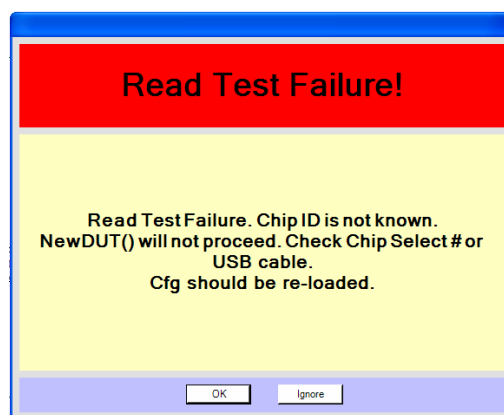 Read Test Failure!
Read Test Failure. Chip ID is not known.
NewDUT() will not proceed. Check Chip Select # or
USB cable.
Cfg should be re-loaded.
OK
Ignore